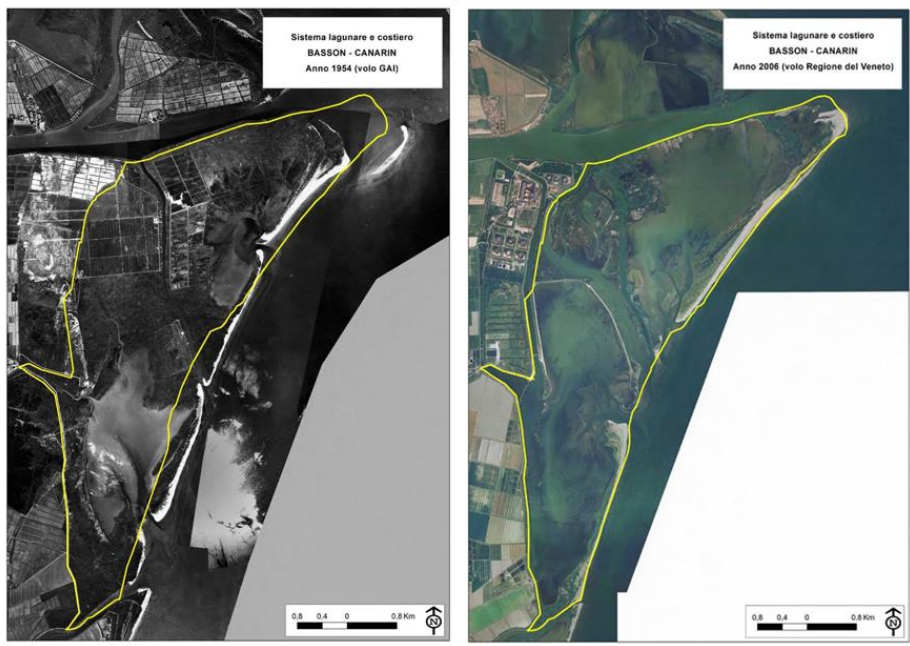 Sistema lagunare e costiero
BASSON - CANARIN
Anno 1954 (volo GAI)
0,8 0,4 0 0,8 Km
N
Sistema lagunare e costiero
BASSON - CANARIN
Anno 2006 (volo Regione del Veneto)
0,8 0,4 0 0,8 Km
N